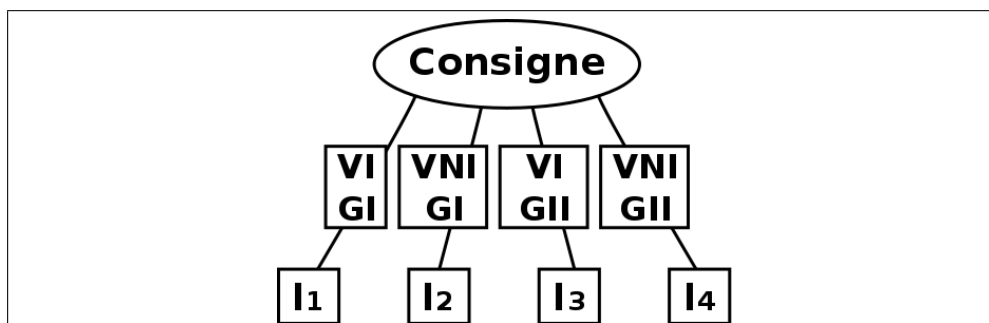 Consigne
VI VNI VI VNI
GI GI GII GII
I1 I2 I3 I4